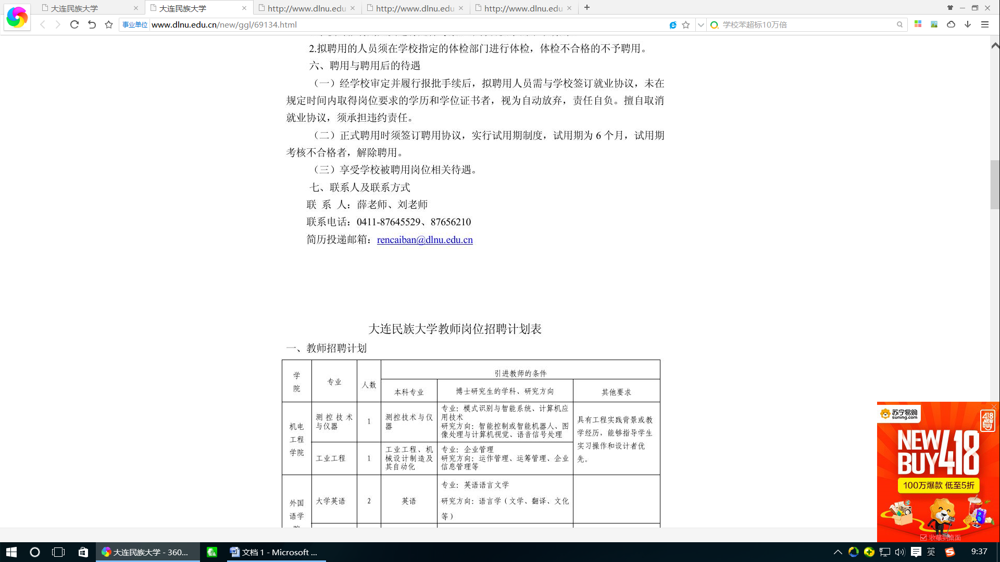 大连民族大学
大连民族大学
http://www.dlnu.edu
http://www.dlnu.edu
http://www.dlnu.edu
事业单位 www.dlnu.edu.cn/new/ggl/69134.html
学校苯超标10万倍
2.拟聘用的人员须在学校指定的体检部门进行体检，体检不合格的不予聘用。
六、聘用与聘用后的待遇
（一）经学校审定并履行报批手续后，拟聘用人员需与学校签订就业协议，未在
规定时间内取得岗位要求的学历和学位证书者，视为自动放弃，责任自负。擅自取消
就业协议，须承担违约责任。
（二）正式聘用时须签订聘用协议，实行试用期制度，试用期为 6 个月，试用期
考核不合格者，解除聘用。
（三）享受学校被聘用岗位相关待遇。
七、联系人及联系方式
联 系 人：薛老师、刘老师
联系电话：0411-87645529、87656210
简历投递邮箱：rencaiban@dlnu.edu.cn
大连民族大学教师岗位招聘计划表
一、教师招聘计划
学
院
专业
人数
引进教师的条件
本科专业
博士研究生的学科、研究方向
其他要求
机电
工程
学院
测控技术
与仪器
1
测控技术与仪
器
专业：模式识别与智能系统、计算机应
用技术
研究方向：智能控制或智能机器人、图
像处理与计算机视觉、语音信号处理
具有工程实践背景或教
学经历，能够指导学生
实习操作和设计者优
先。
工业工程
1
工业工程、机
械设计制造及
其自动化
专业：企业管理
研究方向：运作管理、运筹管理、企业
信息管理等
外国
语学
大学英语
2
英语
专业：英语语言文学
研究方向：语言学（文学、翻译、文化
等）
苏宁易购
suning.com
418
NEW
BUY
NEW
BUY
418
100万爆款 低至5折
收藏到桌面
大连民族大学 - 360...
文档 1 - Microsoft ...
英
9:37